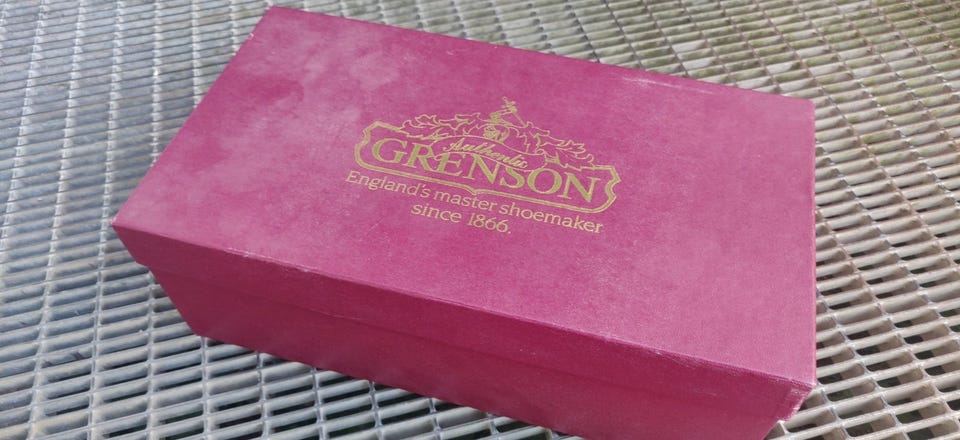 Authentic
GRENSON
England's master shoemaker
since 1866.